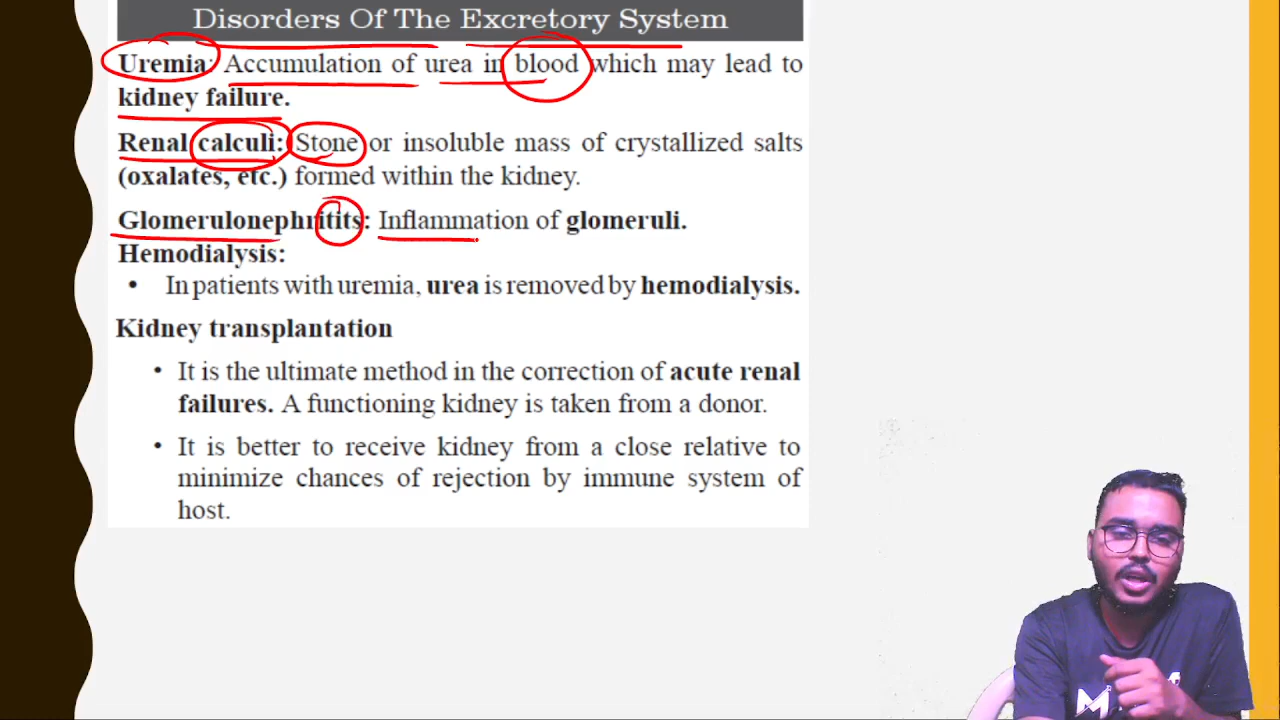 Disorders Of The Excretory System
Uremia: Accumulation of urea in blood which may lead to
kidney failure.
Renal calculi: Stone or insoluble mass of crystallized salts
(oxalates, etc.) formed within the kidney.
Glomerulonephritits: Inflammation of glomeruli.
Hemodialysis:
• In patients with uremia, urea is removed by hemodialysis.
Kidney transplantation
• It is the ultimate method in the correction of acute renal
failures. A functioning kidney is taken from a donor.
• It is better to receive kidney from a close relative to
minimize chances of rejection by immune system of
host.